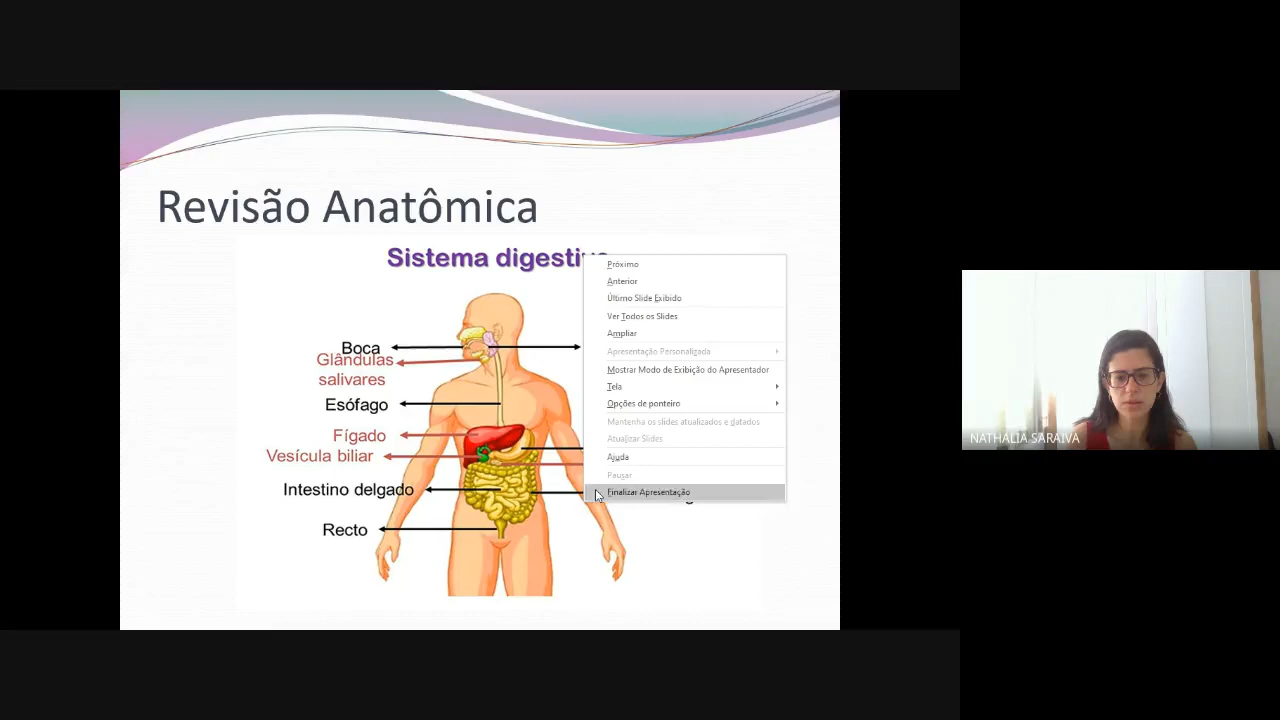 Revisão Anatômica
Sistema digestiv
Boca
Glândulas
salivares
Esófago
Fígado
Vesícula biliar
Intestino delgado
Recto
Próximo
Anterior
Último Slide Exibido
Ver Todos os Slides
Ampliar
Apresentação Personalizada
Mostrar Modo de Exibição do Apresentador
Tela
Opções de ponteiro
Mantenha os slides atualizados e datados
Atualizar Slides
Ajuda
Pausar
Finalizar Apresentação
NATHALIA SARAIVA